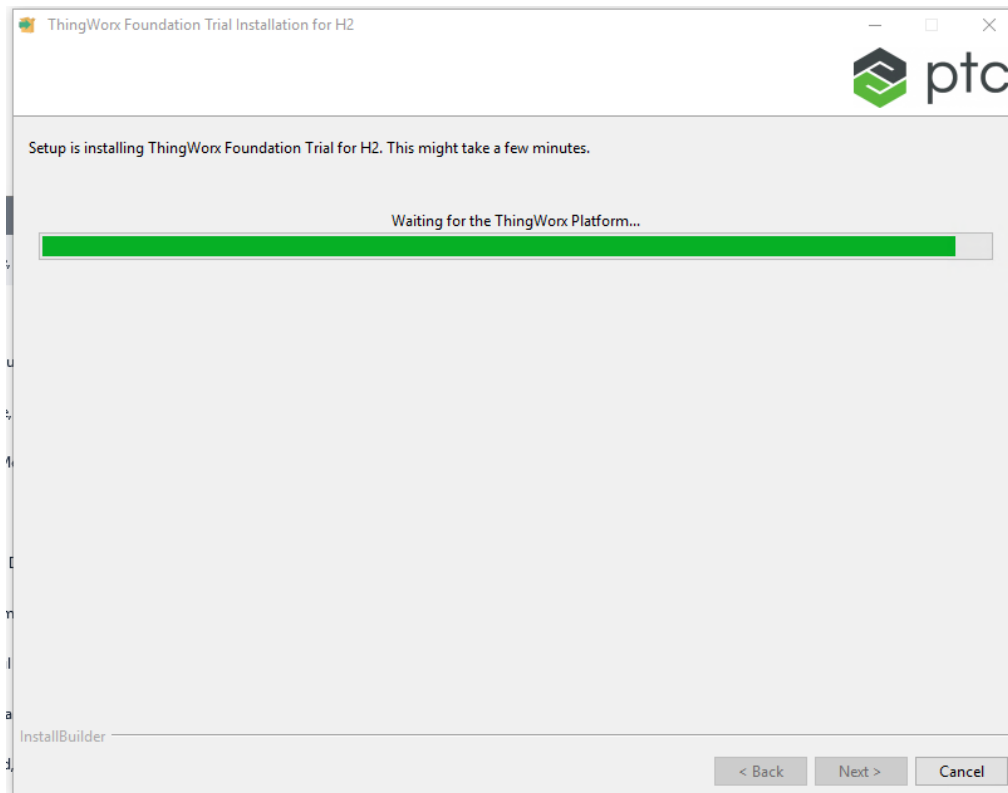 ThingWorx Foundation Trial Installation for H2
ptc
Setup is installing ThingWorx Foundation Trial for H2. This might take a few minutes.
Waiting for the ThingWorx Platform...
InstallBuilder
< Back
Next >
Cancel